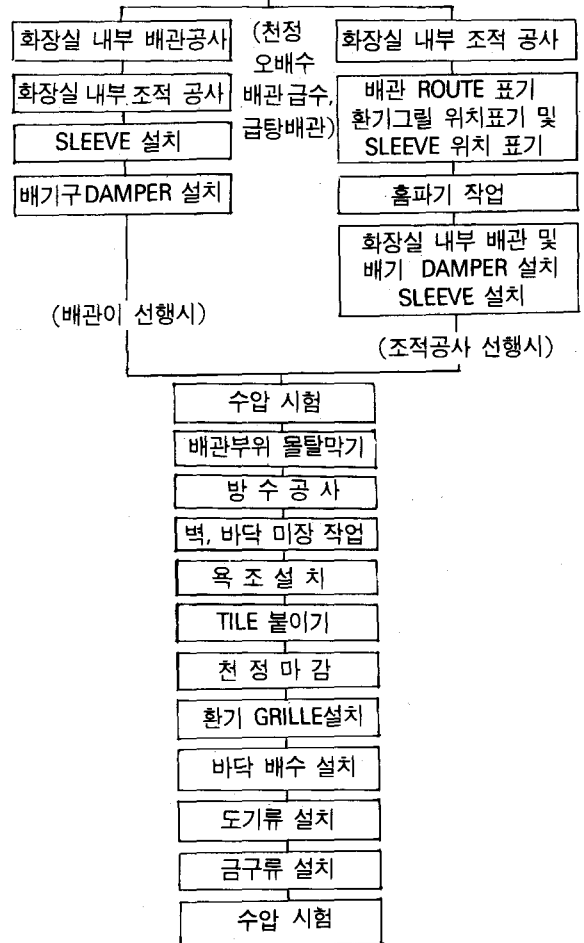 화장실 내부 배관공사
화장실 내부 조적 공사
SLEEVE 설치
배기구 DAMPER 설치
(배관이 선행시)
(천정
오배수
배관 급수,
급탕배관)
화장실 내부 조적 공사
배관 ROUTE 표기
환기그릴 위치표기 및
SLEEVE 위치 표기
홈파기 작업
화장실 내부 배관 및
배기 DAMPER 설치
SLEEVE 설치
(조적공사 선행시)
수압 시험
배관부위 몰탈막기
방 수 공 사
벽, 바닥 미장 작업
욕 조 설 치
TILE 붙이기
천 정 마 감
환기 GRILLE설치
바닥 배수 설치
도기류 설치
금구류 설치
수압 시험